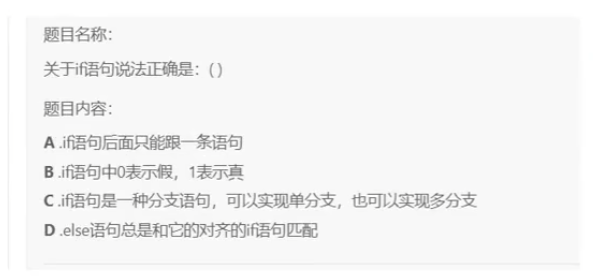 题目名称：
关于if语句说法正确是：( )
题目内容：
A .if语句后面只能跟一条语句
B .if语句中0表示假，1表示真
C .if语句是一种分支语句，可以实现单分支，也可以实现多分支
D .else语句总是和它的对齐的if语句匹配